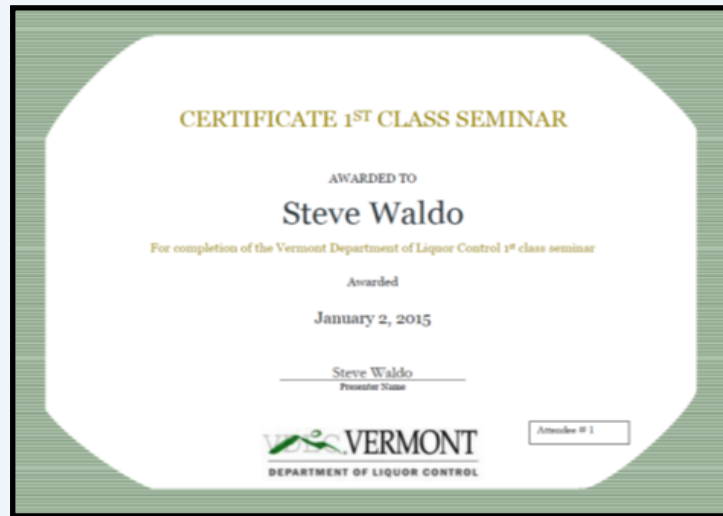 CERTIFICATE 1ST CLASS SEMINAR
AWARDED TO
Steve Waldo
For completion of the Vermont Department of Liquor Control 1st class seminar
Awarded
January 2, 2015
Steve Waldo
Presenter Name
Attendee # 1
VDLC VERMONT
DEPARTMENT OF LIQUOR CONTROL